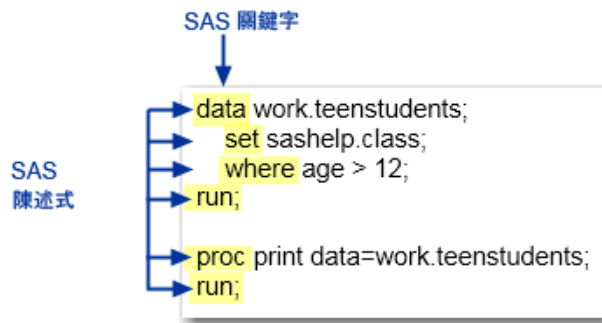 SAS 關鍵字
data work.teenstudents;
set sashelp.class;
where age > 12;
run;
proc print data=work.teenstudents;
run;
SAS
陳述式